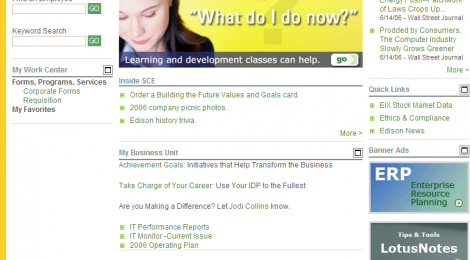 Find an Employee
GO
Keyword Search
GO
My Work Center
Forms, Programs, Services
Corporate Forms
Requisition
My Favorites
"What do I do now?"
Learning and development classes can help.
go
Inside SCE
Order a Building the Future Values and Goals card.
2006 company picnic photos.
Edison history trivia.
More >
My Business Unit
Achievement Goals: Initiatives that Help Transform the Business
Take Charge of Your Career: Use Your IDP to the Fullest
Are you Making a Difference? Let Jodi Collins know.
IT Performance Reports
IT Monitor -Current Issue
2006 Operating Plan
of Laws Crops Up...
6/14/06 - Wall Street Journal
Prodded by Consumers,
The Computer Industry
Slowly Grows Greener
6/14/06 - Wall Street Journal
More >
Quick Links
EIX Stock Market Data
Ethics & Compliance
Edison News
Banner Ads
ERP
Enterprise
Resource
Planning
Tips & Tools
LotusNotes